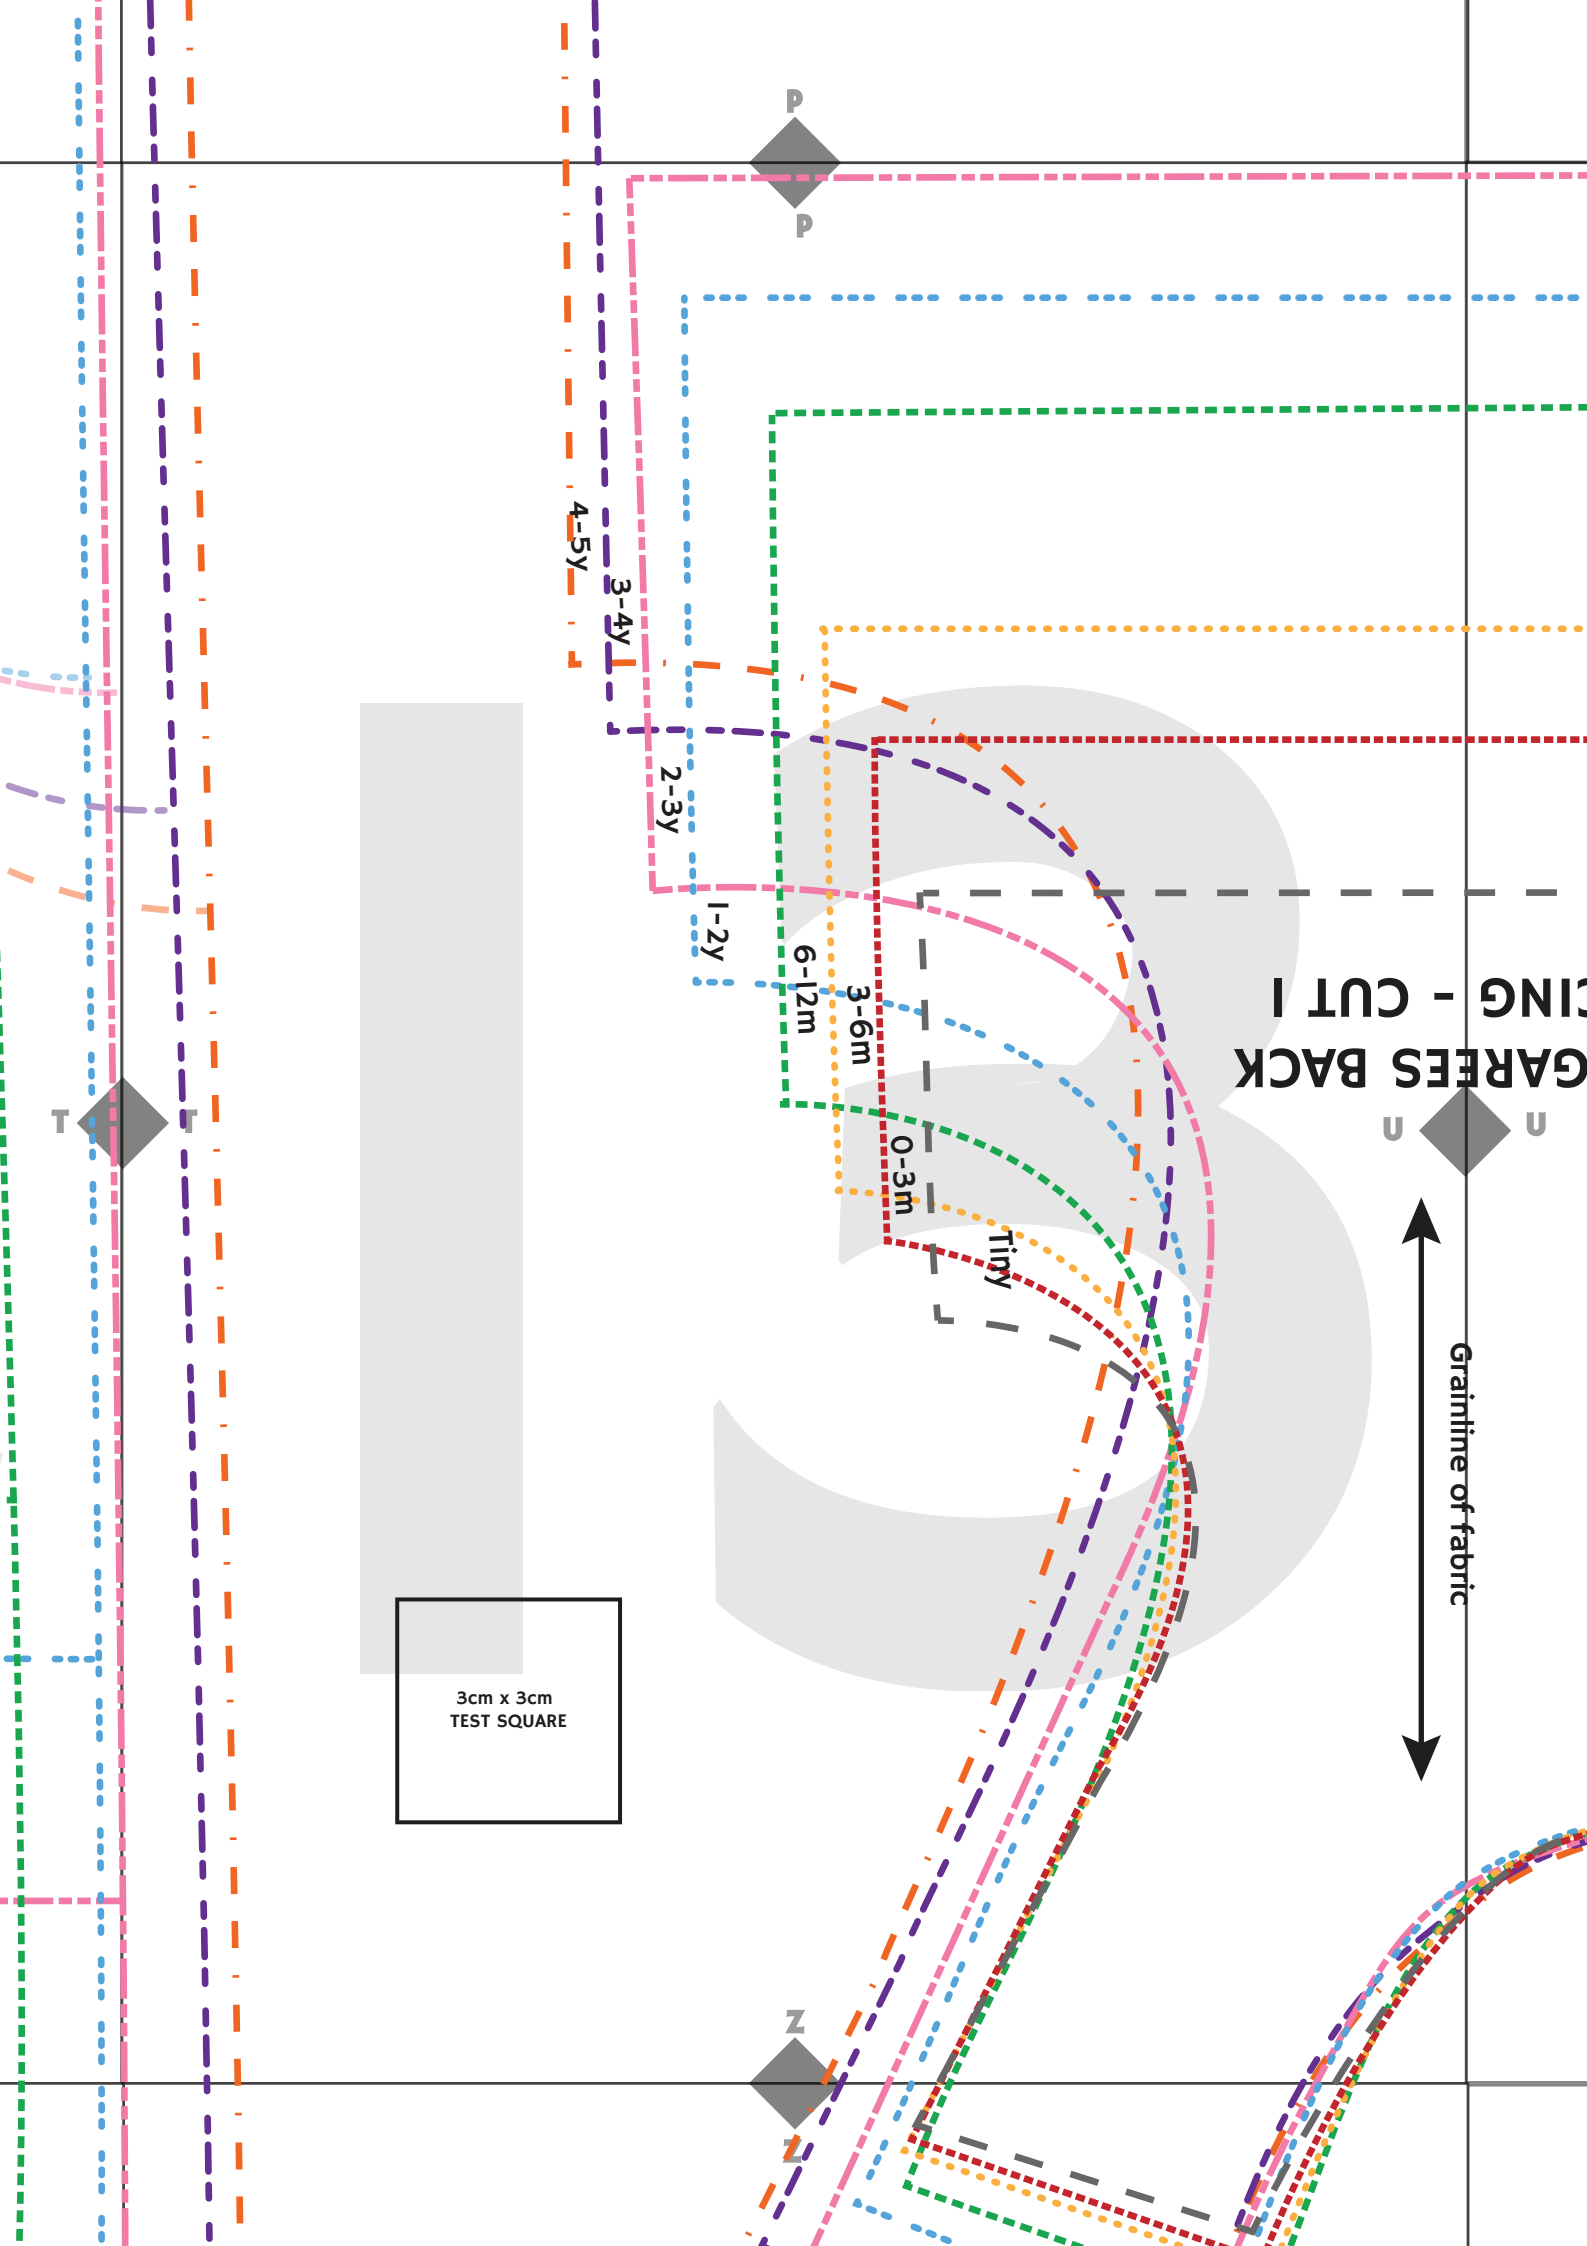 P
P
4-5y
3-4y
2-3y
1-2y
6-12m
3-6m
0-3m
Tiny
13
GAREES BACK
CING - CUT 1
T
T
U
U
Grainline of fabric
3cm x 3cm
TEST SQUARE
Z
Z